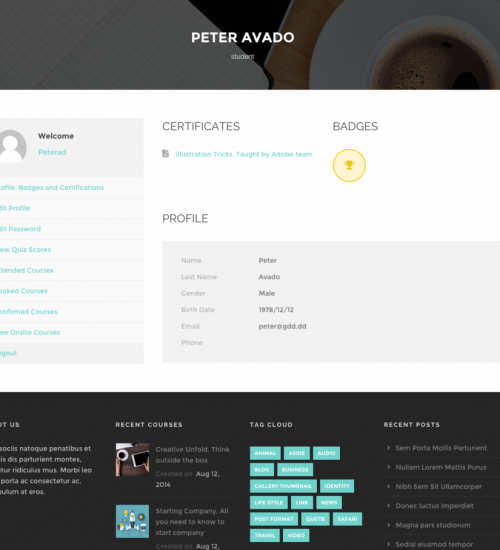 PETER AVADO
student
Welcome
Peterad
ofile, Badges and Certifications
dit Profile
dit Password
ew Quiz Scores
ttended Courses
ooked Courses
onfirmed Courses
ree Onsite Courses
ogout
CERTIFICATES
illustration Tricks, Taught by Adobe team
BADGES
PROFILE
Name Peter
Last Name Avado
Gender Male
Birth Date 1978/12/12
Email peter@gdd.dd
Phone
UT US
sociis natoque penatibus et
is dis parturient montes,
etur ridiculus mus. Morbi leo
porta ac consectetur ac,
ibulum at eros.
RECENT COURSES
Creative Unfold, Think
outside the box
Created on Aug 12,
2014
Starting Company, All
you need to know to
start company
Created on Aug 12,
TAG CLOUD
ANIMAL ASIDE AUDIO
BLOG BUSINESS
GALLERY THUMBNAIL IDENTITY
LIFE STYLE LINK NEWS
POST FORMAT QUOTE SAFARI
TRAVEL VIDEO
RECENT POSTS
Sem Porta Mollis Parturient
Nullam Lorem Mattis Purus
Nibh Sem Sit Ullamcorper
Donec luctus imperdiet
Magna pars studiorum
Sedial eiusmod tempor